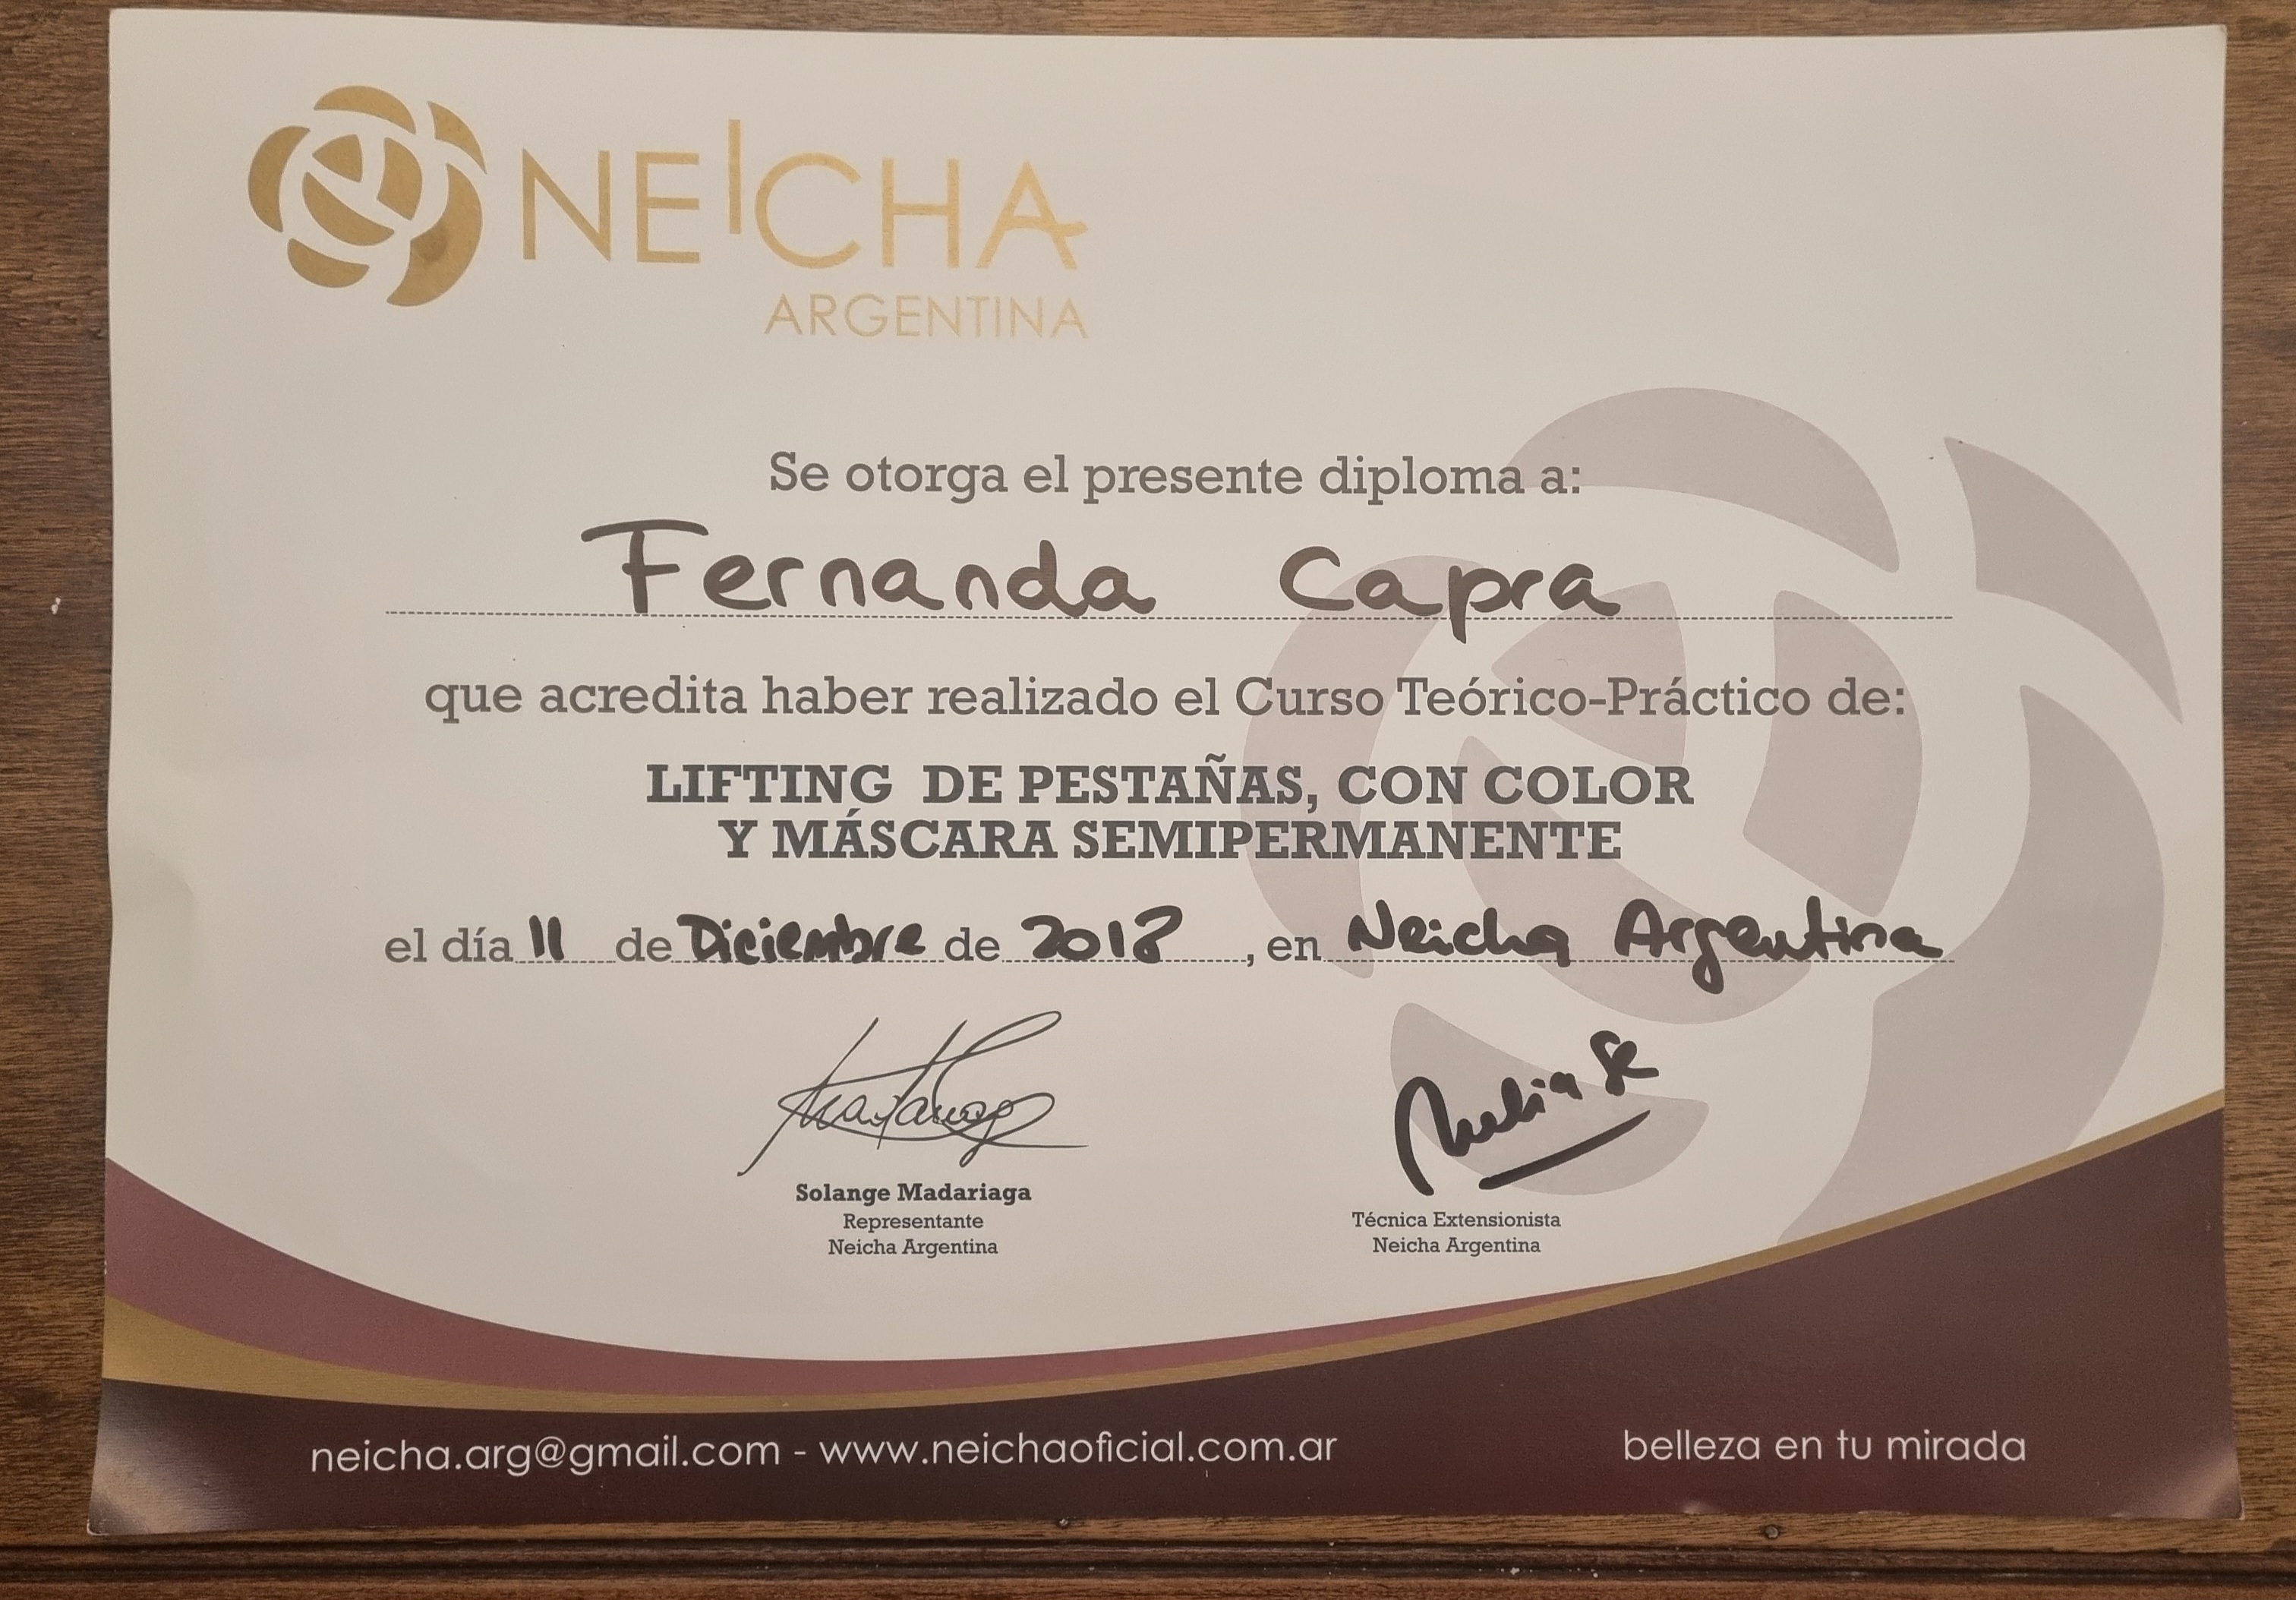 NEICHA
ARGENTINA
Se otorga el presente diploma a:
Fernanda Capra
que acredita haber realizado el Curso Teórico-Práctico de:
LIFTING DE PESTAÑAS, CON COLOR
Y MÁSCARA SEMIPERMANENTE
el día 11 de Diciembre de 2018, en Neicha Argentina
Solange Madariaga
Representante
Neicha Argentina
Técnica Extensionista
Neicha Argentina
neicha.arg@gmail.com - www.neichaoficial.com.ar
belleza en tu mirada